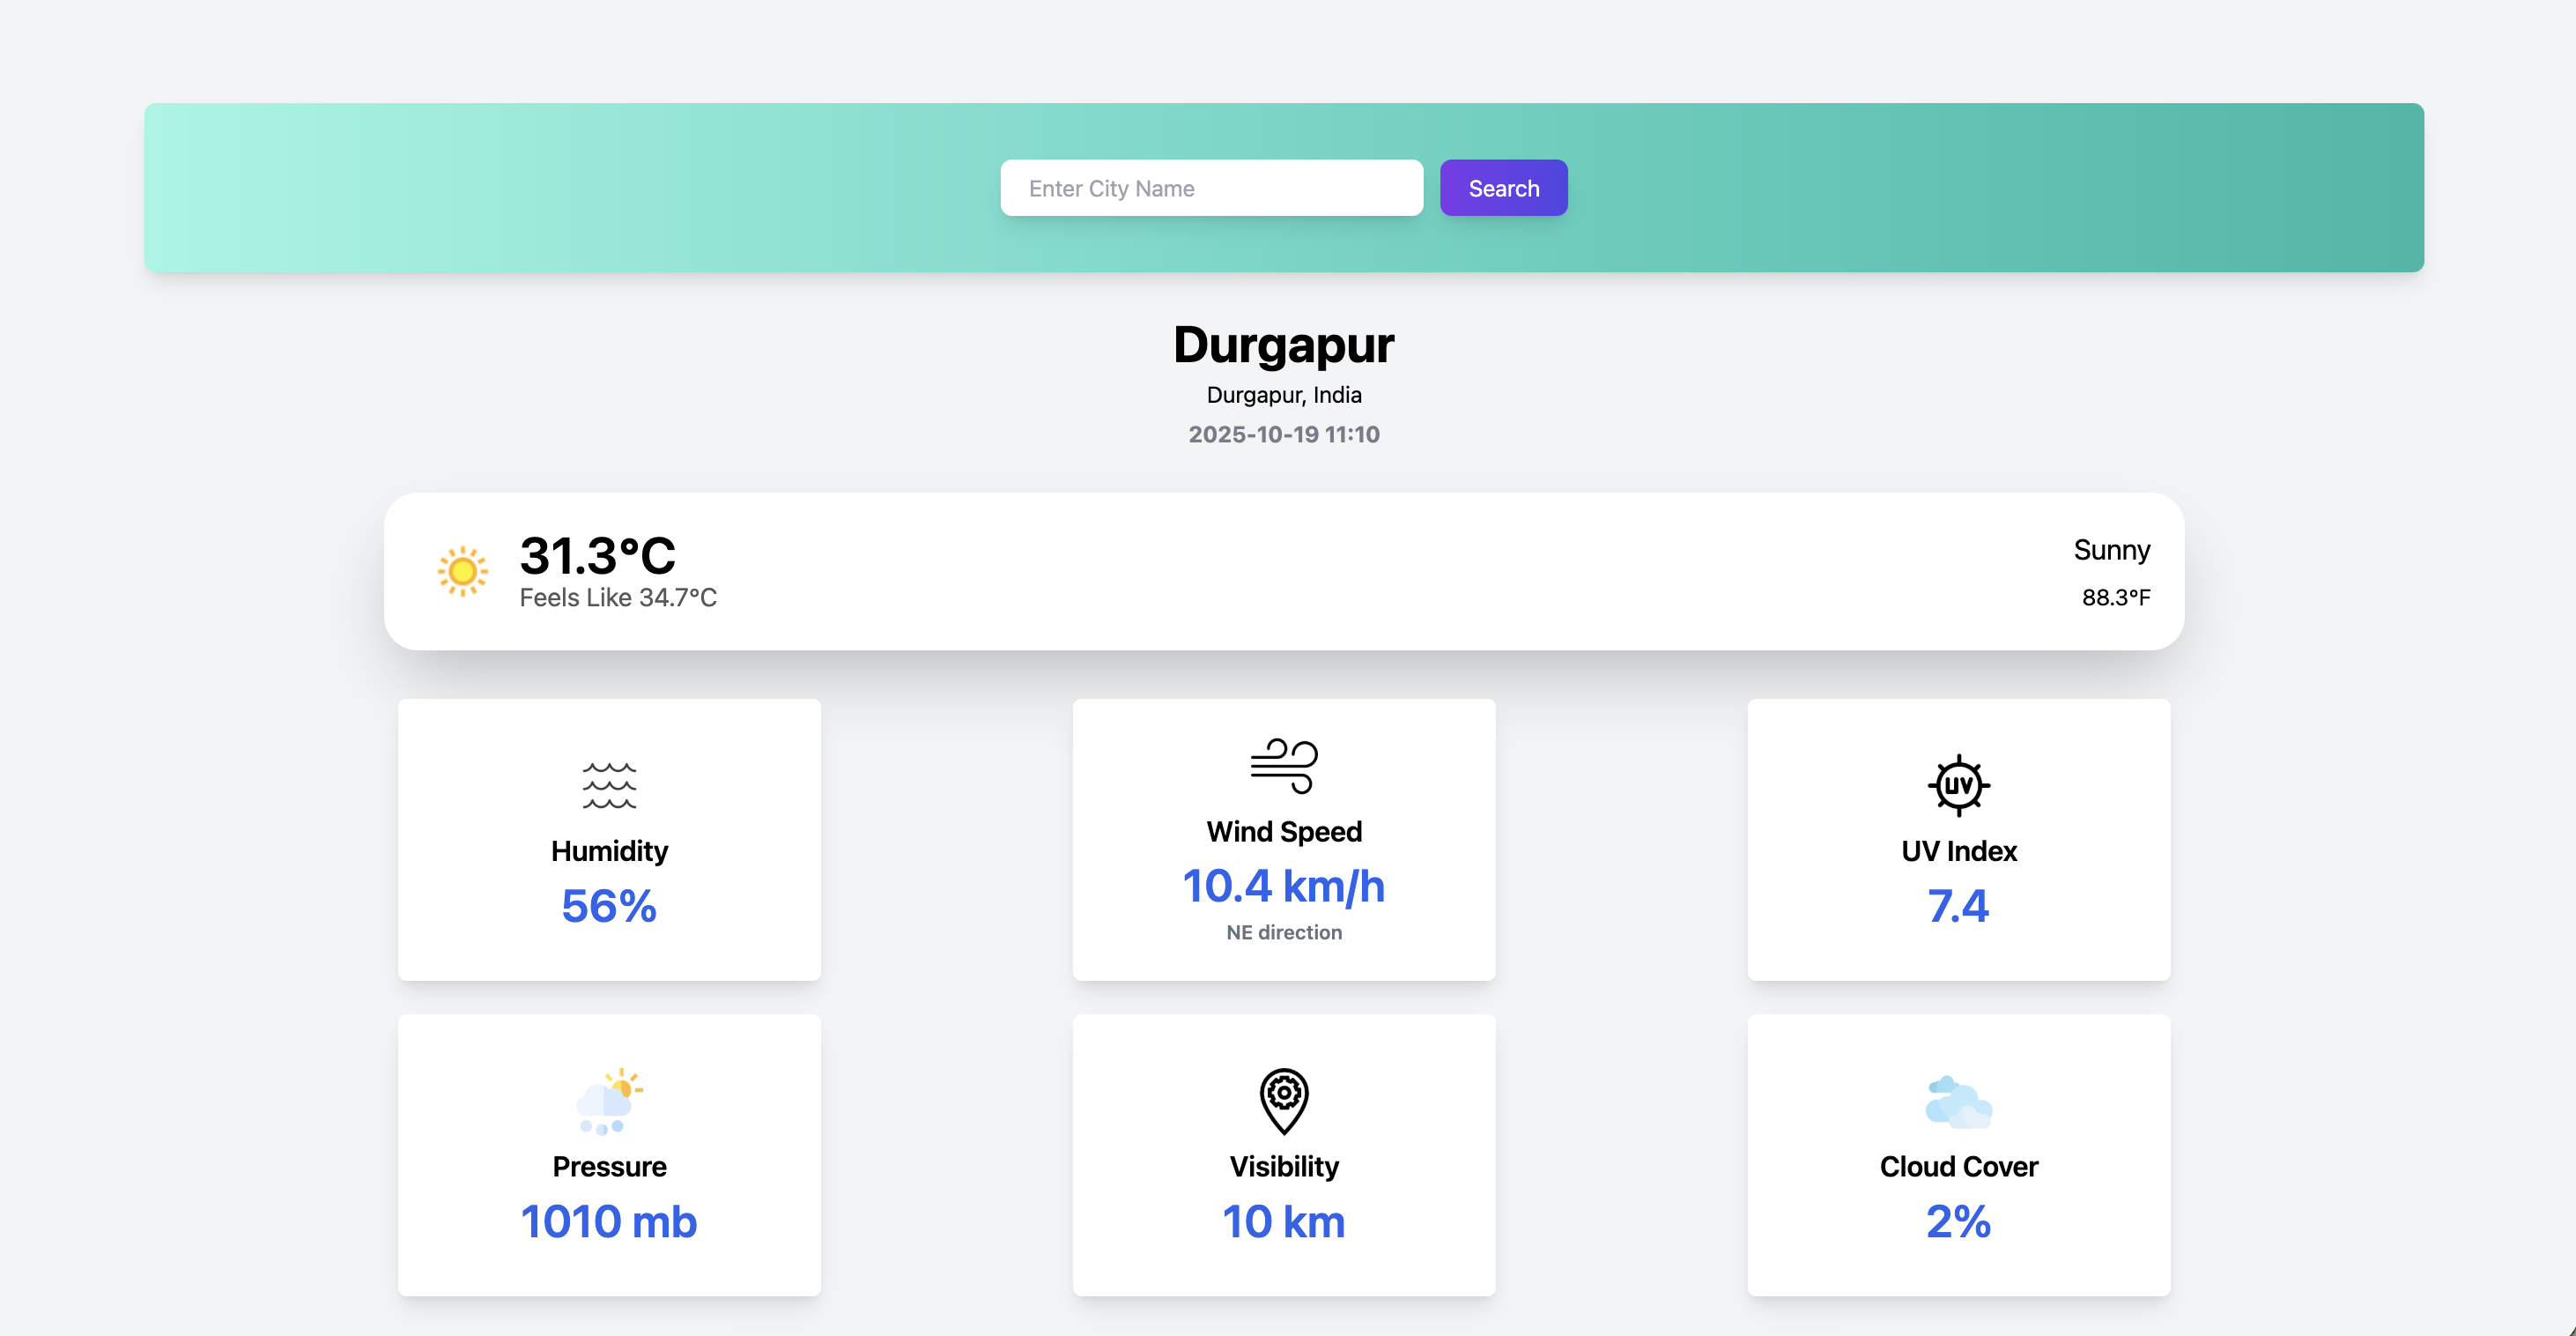 Enter City Name
Search
Durgapur
Durgapur, India
2025-10-19 11:10
31.3°C
Feels Like 34.7°C
Sunny
88.3°F
Humidity
56%
Wind Speed
10.4 km/h
NE direction
UV
UV Index
7.4
Pressure
1010 mb
Visibility
10 km
Cloud Cover
2%